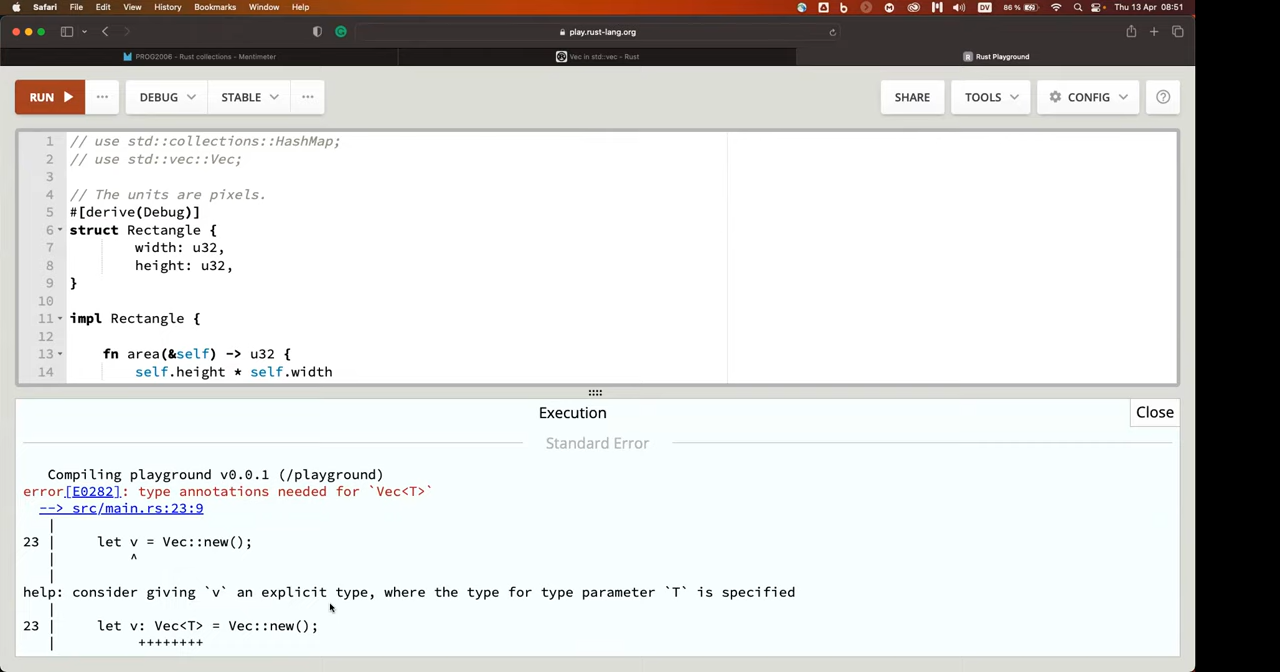 Safari File Edit View History Bookmarks Window Help DV 86 % Thu 13 Apr 08:51
play.rust-lang.org
PROG2006 - Rust collections - Mentimeter Vec in std::vec - Rust Rust Playground
RUN ... DEBUG STABLE ... SHARE TOOLS CONFIG ?
1 // use std::collections::HashMap;
2 // use std::vec::Vec;
3
4 // The units are pixels.
5 #[derive(Debug)]
6 struct Rectangle {
7 width: u32,
8 height: u32,
9 }
10
11 impl Rectangle {
12
13 fn area(&self) -> u32 {
14 self.height * self.width
Execution Close
Standard Error
Compiling playground v0.0.1 (/playground)
error[E0282]: type annotations needed for `Vec<T>`
--> src/main.rs:23:9
|
23 | let v = Vec::new();
| ^
|
help: consider giving `v` an explicit type, where the type for type parameter `T` is specified
|
23 | let v: Vec<T> = Vec::new();
| ++++++++